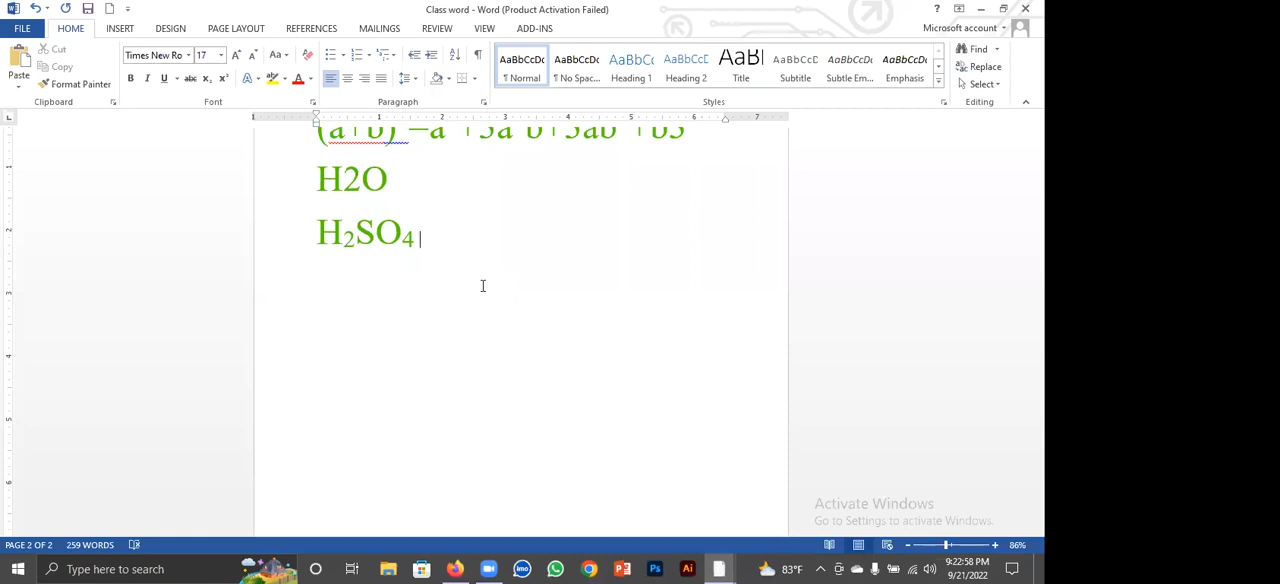 Class word - Word (Product Activation Failed)
FILE HOME INSERT DESIGN PAGE LAYOUT REFERENCES MAILINGS REVIEW VIEW ADD-INS Microsoft account
Paste
Cut
Copy
Format Painter
Clipboard
Times New Ro 17
Font
Paragraph
AaBbCcDc AaBbCcDc AaBbCc AaBbCcD AaBl AaBbCcD AaBbCcDc AaBbCcDc
¶ Normal ¶ No Spac... Heading 1 Heading 2 Title Subtitle Subtle Em... Emphasis
Styles
Find
Replace
Select
Editing
H2O
H₂SO₄
Activate Windows
Go to Settings to activate Windows.
PAGE 2 OF 2 259 WORDS 86%
Type here to search
83°F
9:22:58 PM
9/21/2022